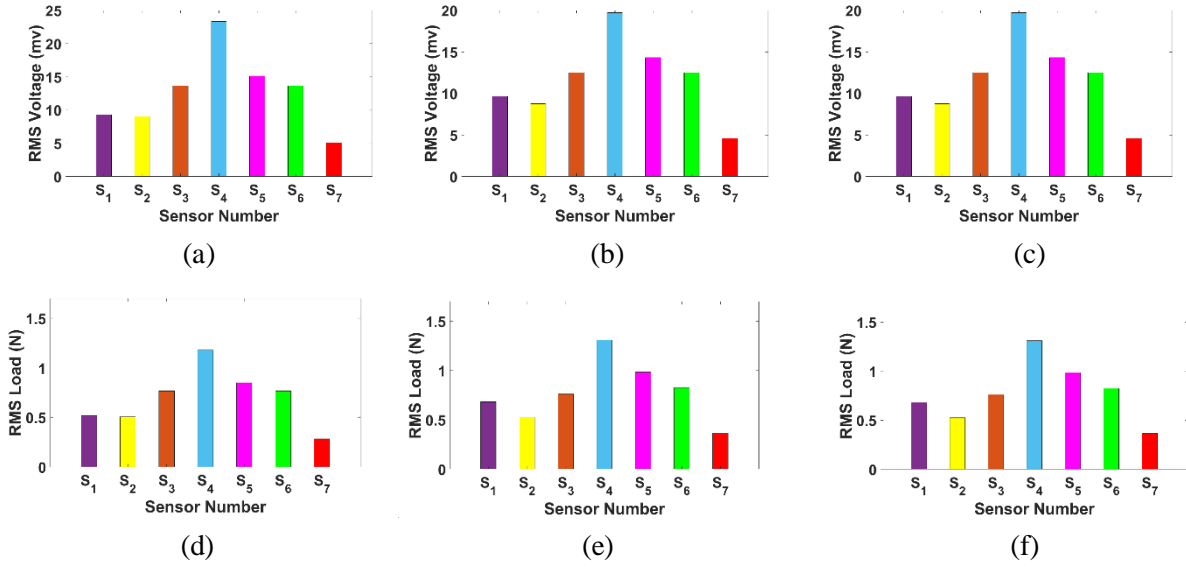 RMS Voltage (mv)
25
20
15
10
5
0
S1 S2 S3 S4 S5 S6 S7
Sensor Number
(a)
RMS Voltage (mv)
20
15
10
5
0
S1 S2 S3 S4 S5 S6 S7
Sensor Number
(b)
RMS Voltage (mv)
20
15
10
5
0
S1 S2 S3 S4 S5 S6 S7
Sensor Number
(c)
RMS Load (N)
1.5
1
0.5
0
S1 S2 S3 S4 S5 S6 S7
Sensor Number
(d)
RMS Load (N)
1.5
1
0.5
0
S1 S2 S3 S4 S5 S6 S7
Sensor Number
(e)
RMS Load (N)
1.5
1
0.5
0
S1 S2 S3 S4 S5 S6 S7
Sensor Number
(f)